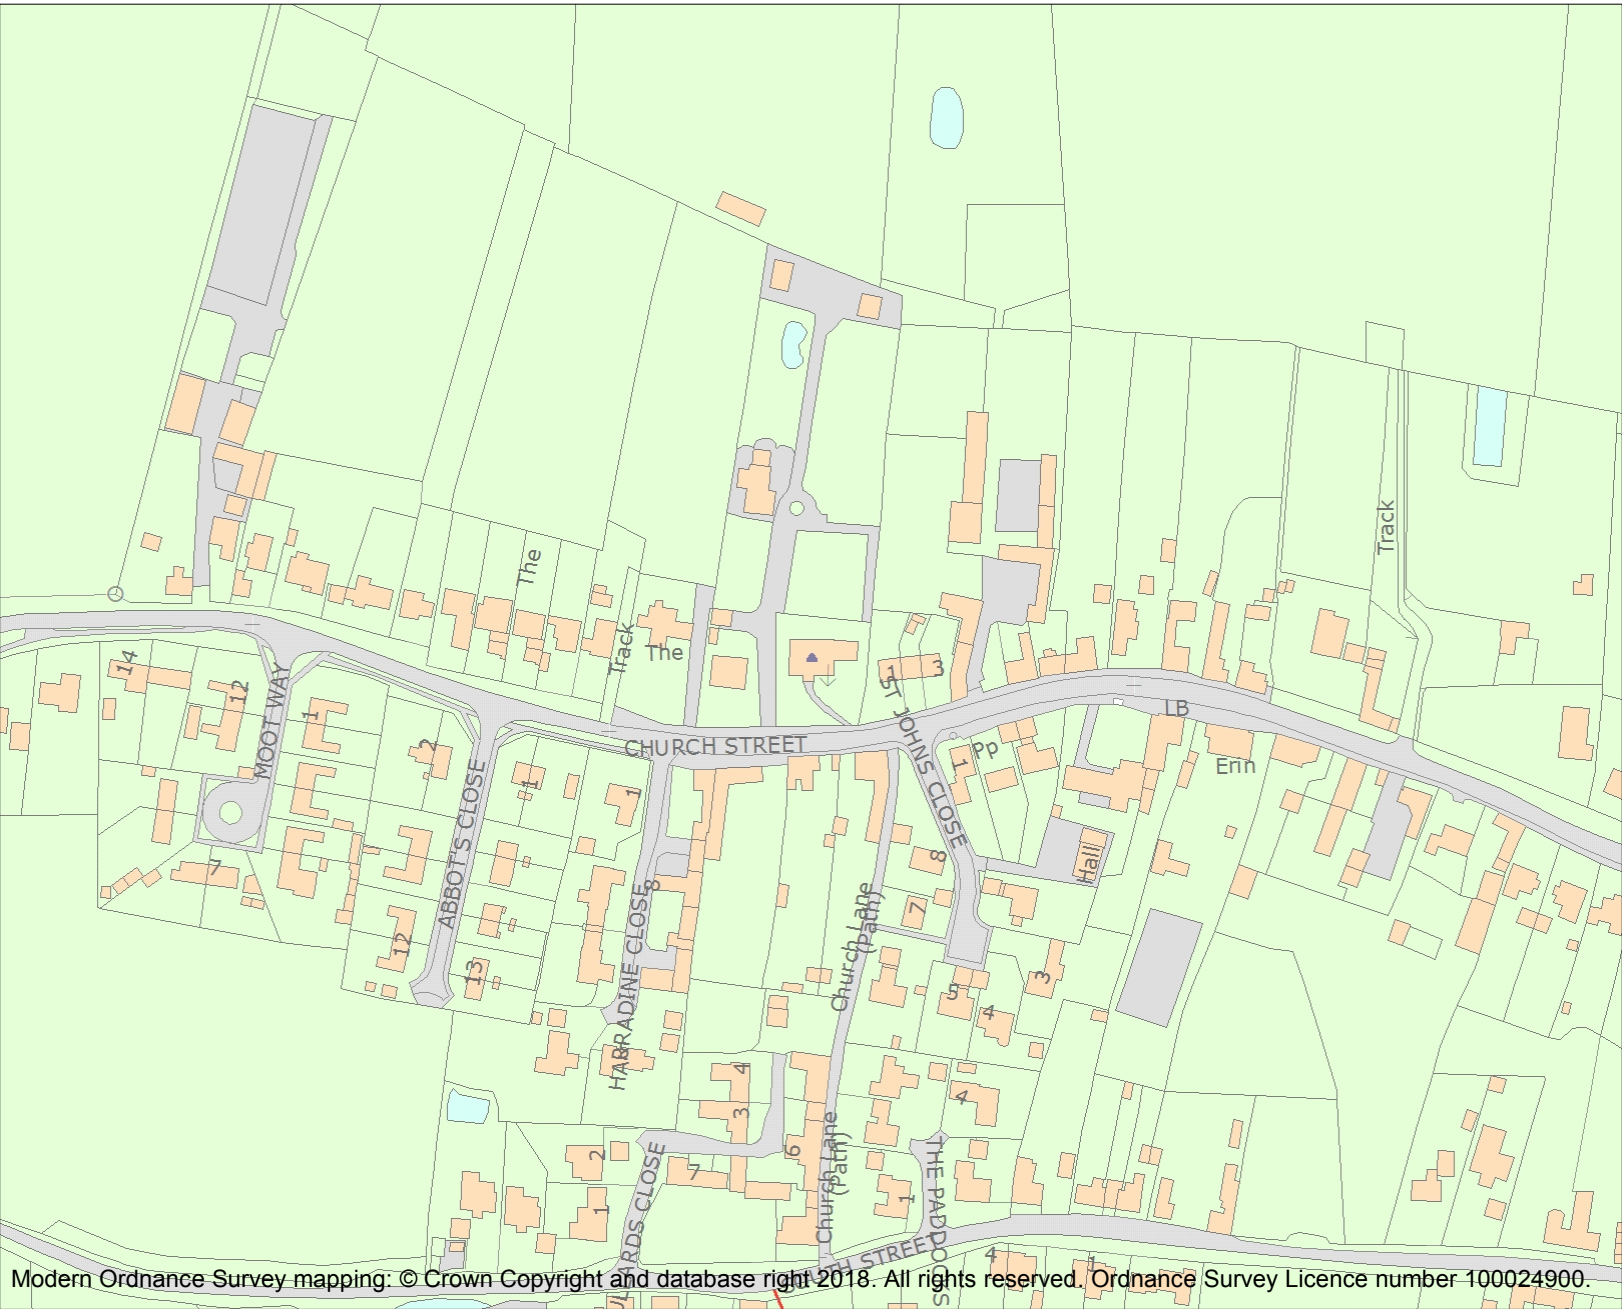 Track
The
Track
The
14
12
MOOT WAY
1
2
1
1
CHURCH STREET
1
3
ST JOHNS CLOSE
Pp
LB
Erin
1
ABBOT'S CLOSE
7
8
8
Hall
7
12
13
HARRADINE CLOSE
Church Lane
(Path)
5
4
3
4
4
3
2
7
6
1
Church Lane
(Path)
1
THE PADDOCKS
SOUTH STREET
4
1
Modern Ordnance Survey mapping: © Crown Copyright and database right 2018. All rights reserved. Ordnance Survey Licence number 100024900.